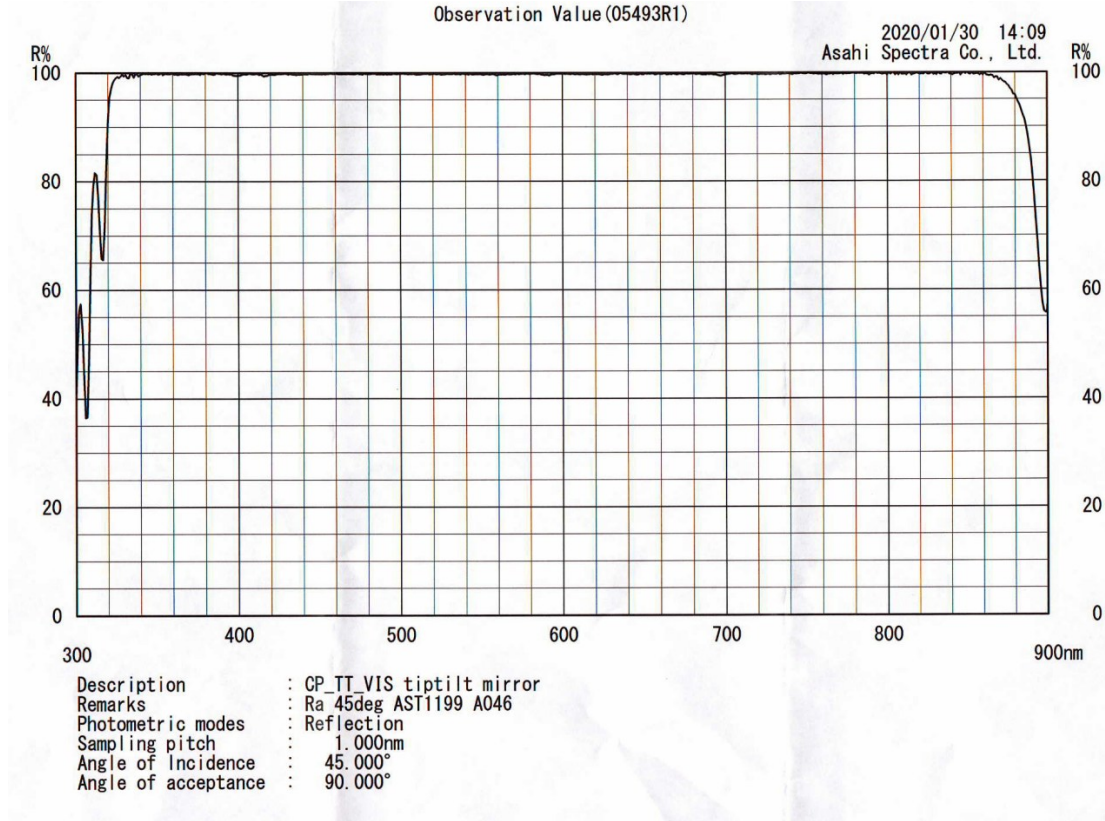 Observation Value(05493R1)
2020/01/30 14:09
Asahi Spectra Co., Ltd.
R%
R%
100
100
80
80
60
60
40
40
20
20
0
0
300
400
500
600
700
800
900nm
Description : CP_TT_VIS tiptilt mirror
Remarks : Ra 45deg AST1199 A046
Photometric modes : Reflection
Sampling pitch : 1.000nm
Angle of Incidence : 45.000°
Angle of acceptance : 90.000°